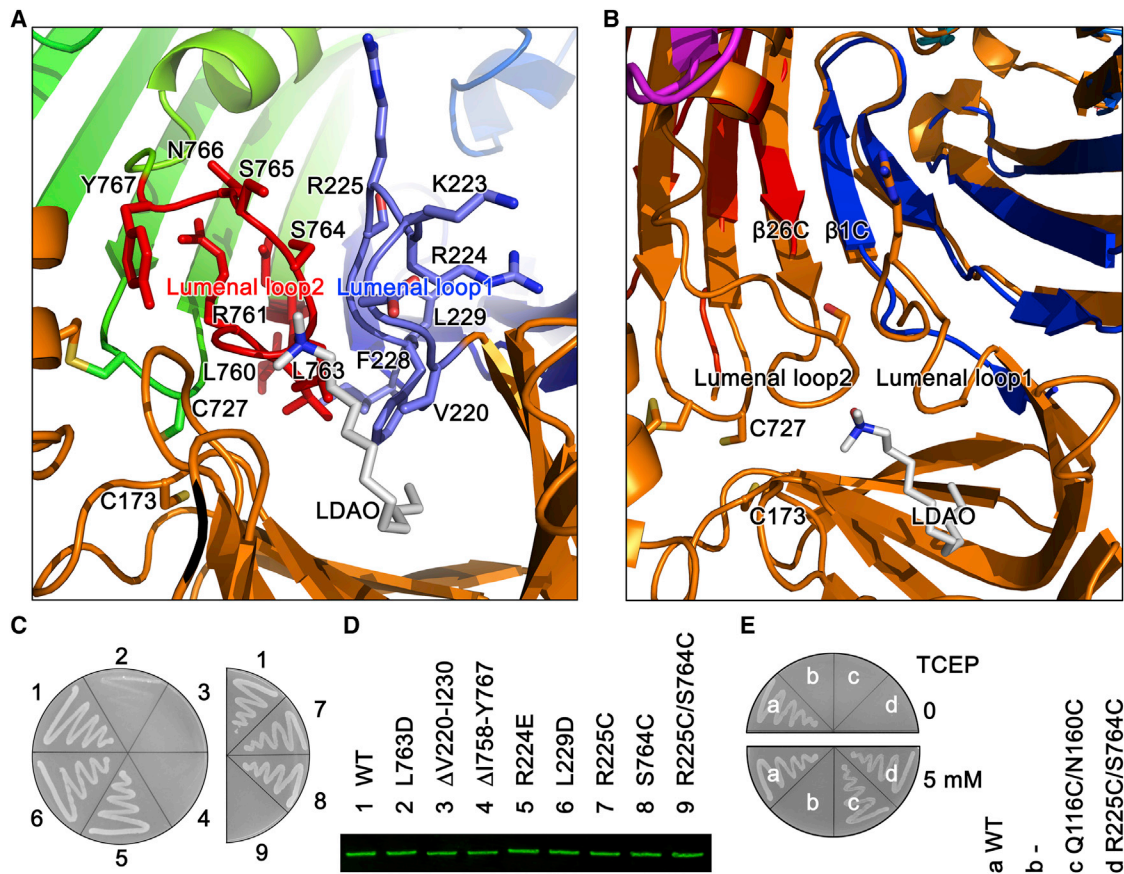 A
N766
S765
Y767
R225
K223
S764
R224
Lumenal loop2
Lumenal loop1
R761
L229
L760
L763
F228
C727
V220
C173
LDAO
B
β26C
β1C
Lumenal loop2
Lumenal loop1
C727
C173
LDAO
C
2
1
3
6
4
5
1
7
8
9
D
1 WT
2 L763D
3 ΔV220-I230
4 ΔI758-Y767
5 R224E
6 L229D
7 R225C
8 S764C
9 R225C/S764C
E
TCEP
b
c
a
d
0
a
d
b
c
5 mM
a WT
b -
c Q116C/N160C
d R225C/S764C